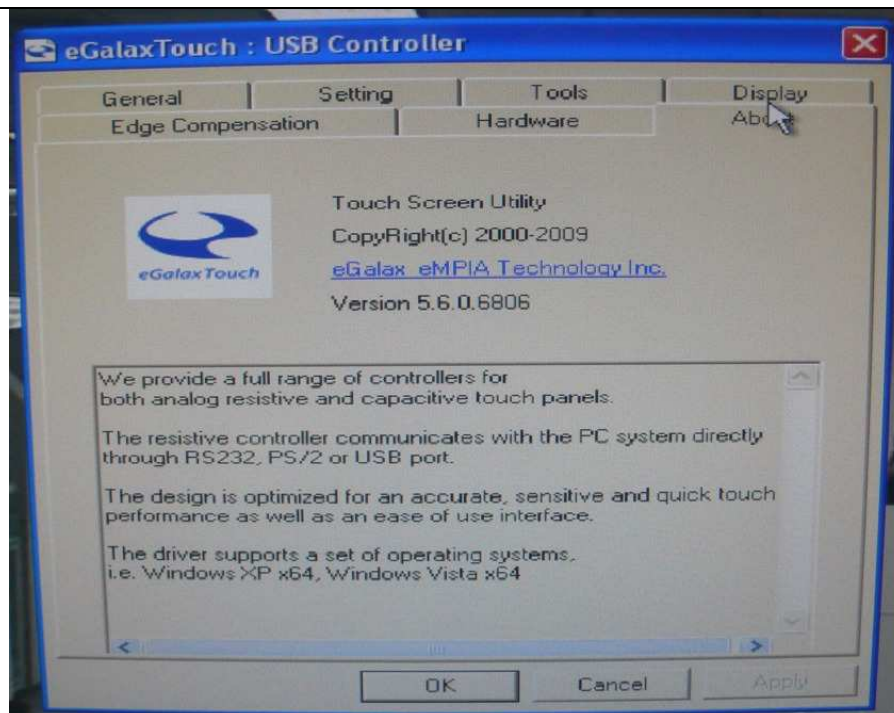 eGalaxTouch : USB Controller
General Setting Tools Display
Edge Compensation Hardware About
eGalaxTouch
Touch Screen Utility
CopyRight(c) 2000-2009
eGalax_eMPIA Technology Inc.
Version 5.6.0.6806
We provide a full range of controllers for
both analog resistive and capacitive touch panels.
The resistive controller communicates with the PC system directly
through RS232, PS/2 or USB port.
The design is optimized for an accurate, sensitive and quick touch
performance as well as an ease of use interface.
The driver supports a set of operating systems,
i.e. Windows XP x64, Windows Vista x64
OK Cancel Apply